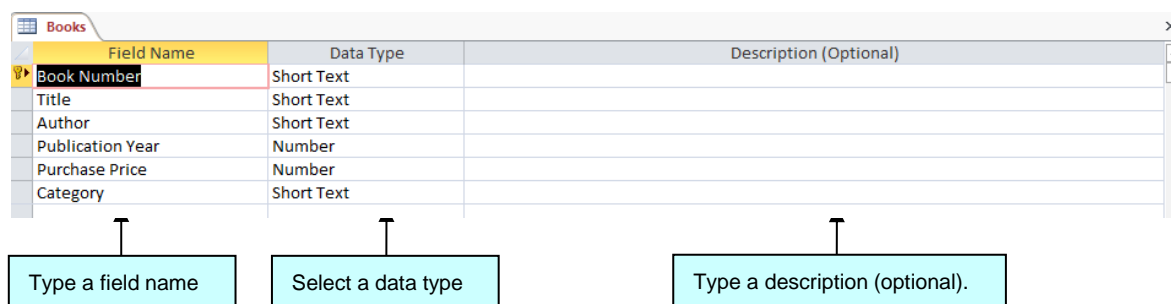 Books
Field Name Data Type Description (Optional)
Book Number Short Text
Title Short Text
Author Short Text
Publication Year Number
Purchase Price Number
Category Short Text
Type a field name Select a data type Type a description (optional).